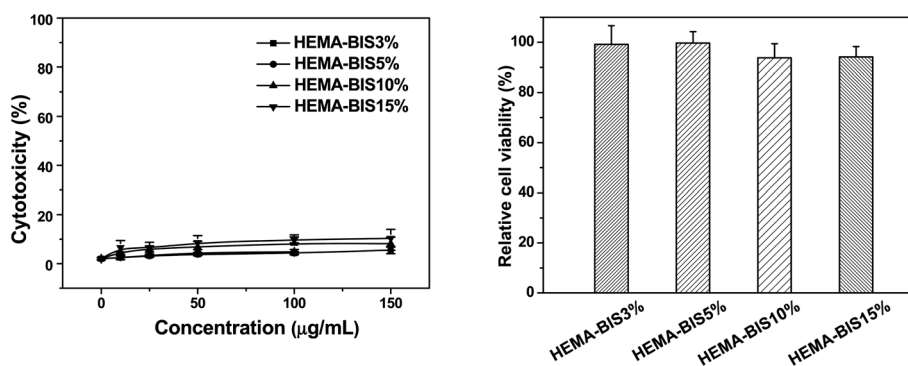 100
80
60
40
20
0
Cytotoxicity (%)
HEMA-BIS3%
HEMA-BIS5%
HEMA-BIS10%
HEMA-BIS15%
0 50 100 150
Concentration (μg/mL)
100
80
60
40
20
0
Relative cell viability (%)
HEMA-BIS3%
HEMA-BIS5%
HEMA-BIS10%
HEMA-BIS15%